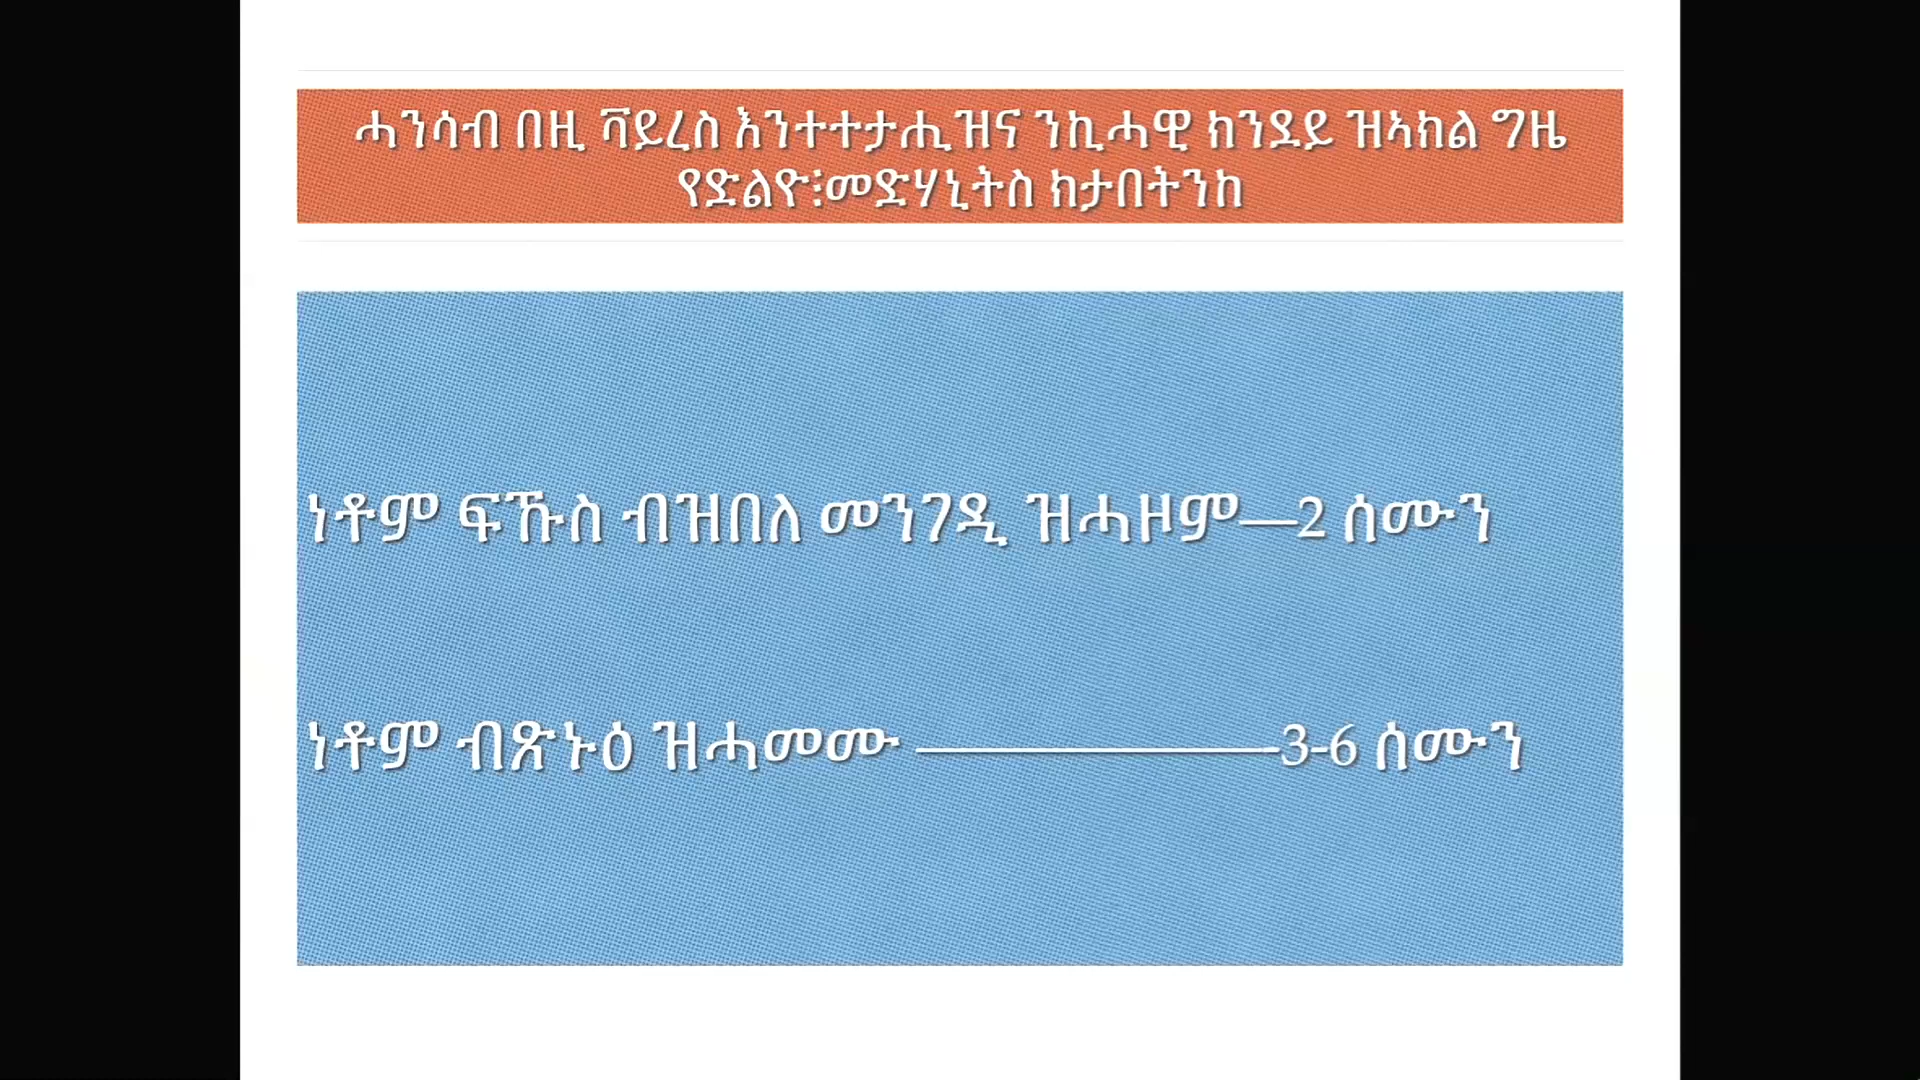 ሓንሳብ በዚ ቫይረስ እንተተታሒዝና ንኪሓዊ ክንደይ ዝኣክል ግዜ
የድልዮ፧መድሃኒትስ ክታበትንከ
ነቶም ፍኹስ ብዝበለ መንገዲ ዝሓዞም—2 ሰሙን
ነቶም ብጽኑዕ ዝሓመሙ ——————–3-6 ሰሙን